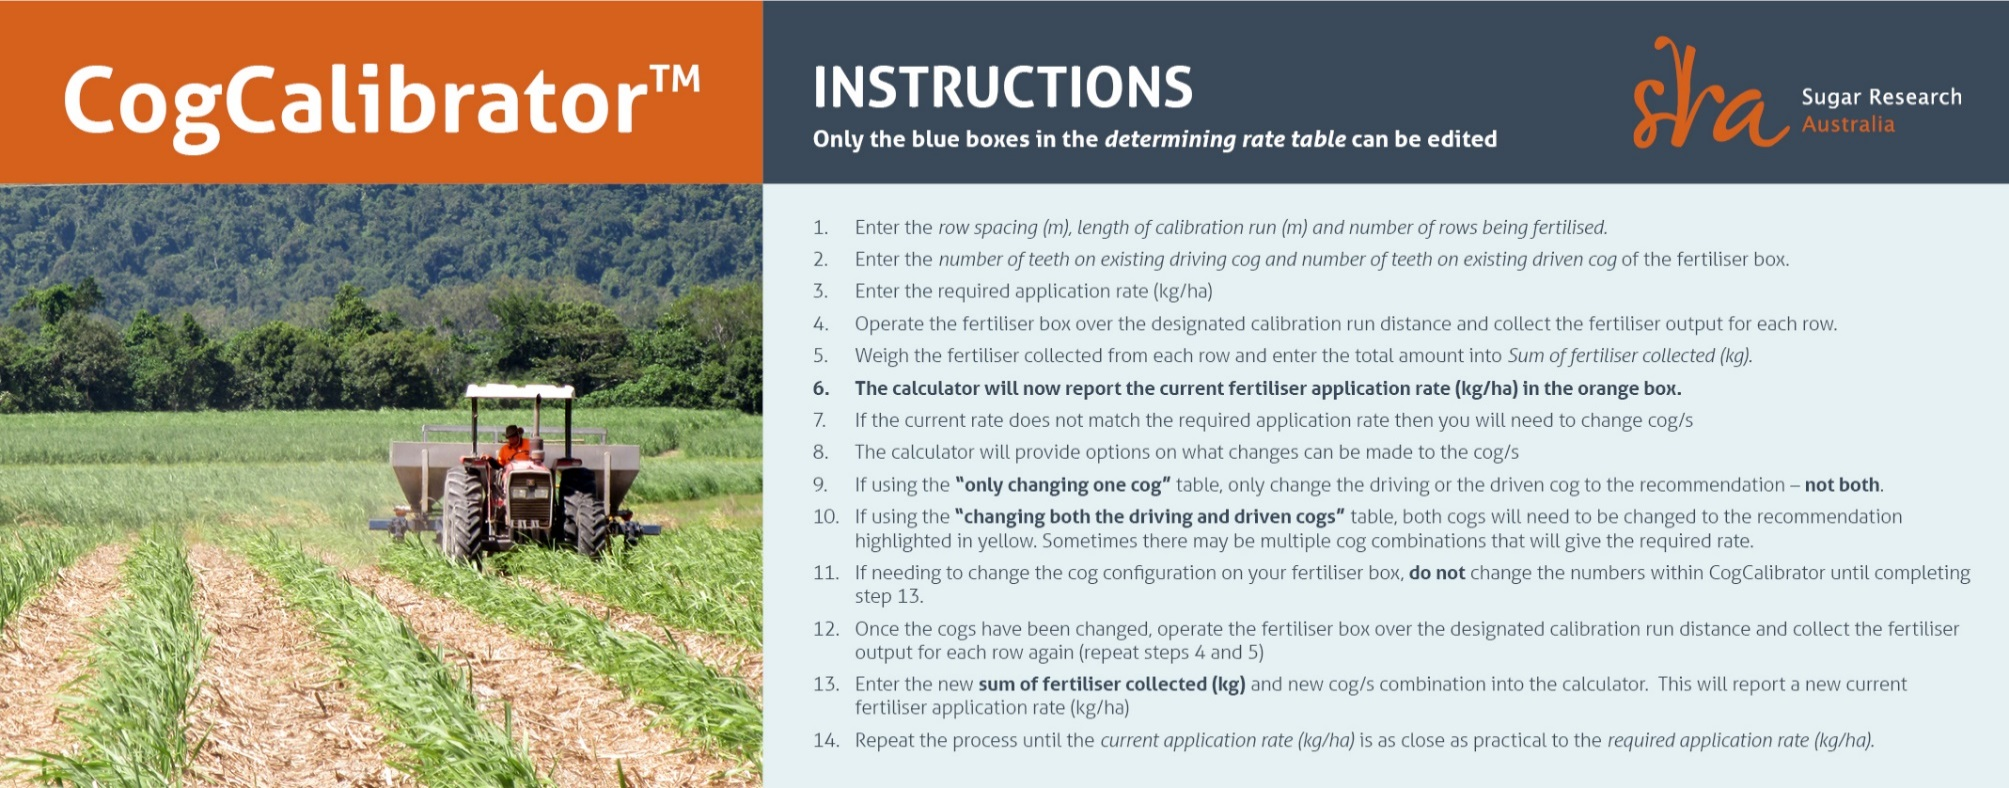 CogCalibrator™
INSTRUCTIONS
Only the blue boxes in the determining rate table can be edited
sra
Sugar Research
Australia
1. Enter the row spacing (m), length of calibration run (m) and number of rows being fertilised.
2. Enter the number of teeth on existing driving cog and number of teeth on existing driven cog of the fertiliser box.
3. Enter the required application rate (kg/ha)
4. Operate the fertiliser box over the designated calibration run distance and collect the fertiliser output for each row.
5. Weigh the fertiliser collected from each row and enter the total amount into Sum of fertiliser collected (kg).
6. The calculator will now report the current fertiliser application rate (kg/ha) in the orange box.
7. If the current rate does not match the required application rate then you will need to change cog/s
8. The calculator will provide options on what changes can be made to the cog/s
9. If using the “only changing one cog” table, only change the driving or the driven cog to the recommendation – not both.
10. If using the “changing both the driving and driven cogs” table, both cogs will need to be changed to the recommendation
highlighted in yellow. Sometimes there may be multiple cog combinations that will give the required rate.
11. If needing to change the cog configuration on your fertiliser box, do not change the numbers within CogCalibrator until completing
step 13.
12. Once the cogs have been changed, operate the fertiliser box over the designated calibration run distance and collect the fertiliser
output for each row again (repeat steps 4 and 5)
13. Enter the new sum of fertiliser collected (kg) and new cog/s combination into the calculator. This will report a new current
fertiliser application rate (kg/ha)
14. Repeat the process until the current application rate (kg/ha) is as close as practical to the required application rate (kg/ha).